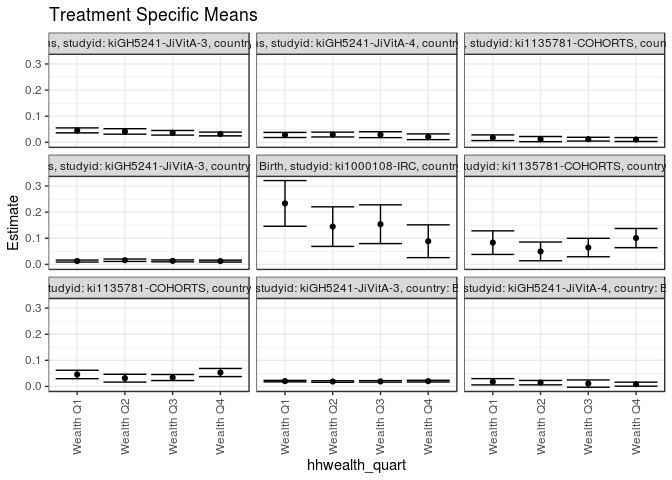 Treatment Specific Means
s, studyid: kiGH5241-JiVitA-3, country
s, studyid: kiGH5241-JiVitA-4, country
, studyid: ki1135781-COHORTS, coun
0.3
0.2
0.1
0.0
s, studyid: kiGH5241-JiVitA-3, country
Birth, studyid: ki1000108-IRC, country
tudyid: ki1135781-COHORTS, country
0.3
0.2
0.1
0.0
Estimate
tudyid: ki1135781-COHORTS, country
studyid: kiGH5241-JiVitA-3, country: B
studyid: kiGH5241-JiVitA-4, country: B
0.3
0.2
0.1
0.0
Wealth Q1
Wealth Q2
Wealth Q3
Wealth Q4
Wealth Q1
Wealth Q2
Wealth Q3
Wealth Q4
Wealth Q1
Wealth Q2
Wealth Q3
Wealth Q4
hhwealth_quart